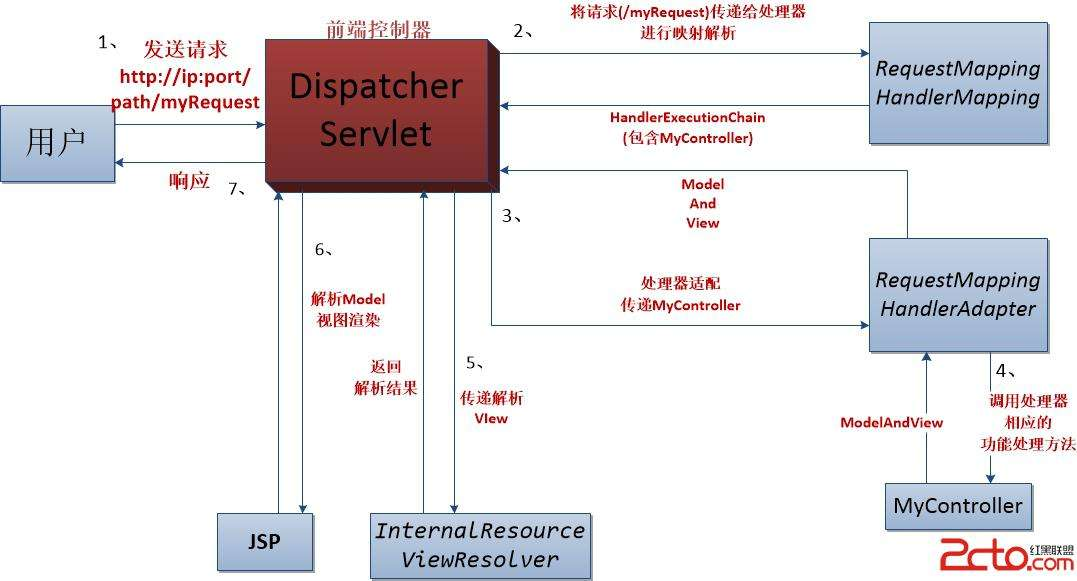 1、
发送请求
http://ip:port/
path/myRequest
用户
响应
7、
前端控制器
Dispatcher
Servlet
2、
将请求(/myRequest)传递给处理器
进行映射解析
RequestMapping
HandlerMapping
HandlerExecutionChain
(包含MyController)
Model
And
View
3、
处理器适配
传递MyController
RequestMapping
HandlerAdapter
4、
调用处理器
相应的
功能处理方法
ModelAndView
MyController
5、
传递解析
VIew
返回
解析结果
InternalResource
ViewResolver
6、
解析Model
视图渲染
JSP
2cto.com
红黑联盟